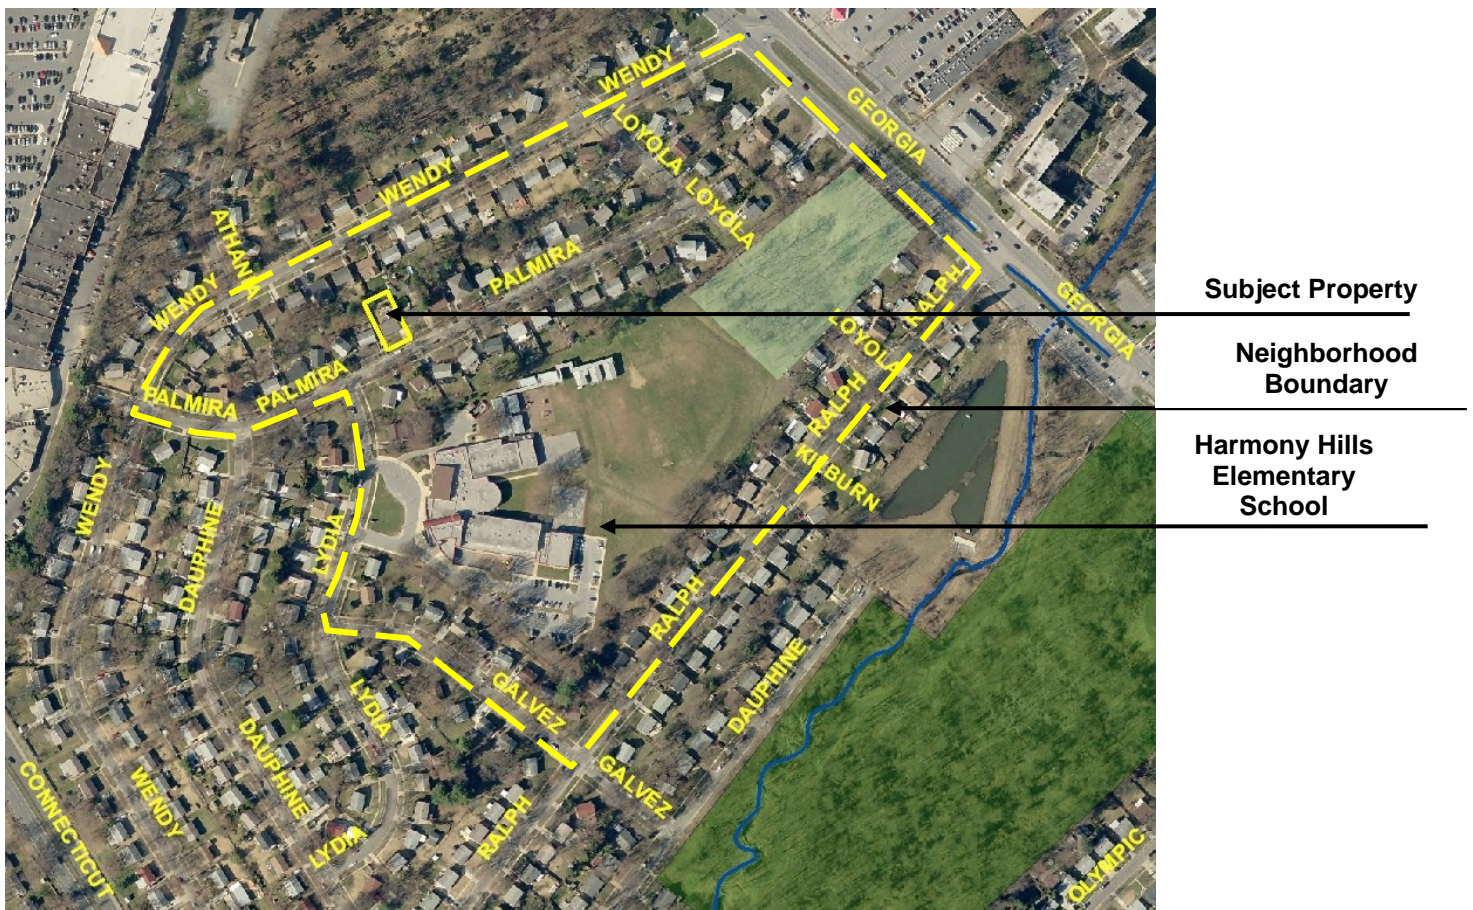 WENDY
GEORGIA
LOYOLA
WENDY
LOYOLA
ATHANIA
PALMIRA
WENDY
RALPH
GEORGIA
Subject Property
LOYOLA
Neighborhood
Boundary
PALMIRA
PALMIRA
RALPH
Harmony Hills
Elementary
School
KILBURN
WENDY
DAUPHINE
LYDIA
RALPH
DAUPHINE
GALVEZ
LYDIA
DAUPHINE
GALVEZ
WENDY
CONNECTICUT
RALPH
LYDIA
OLYMPIC